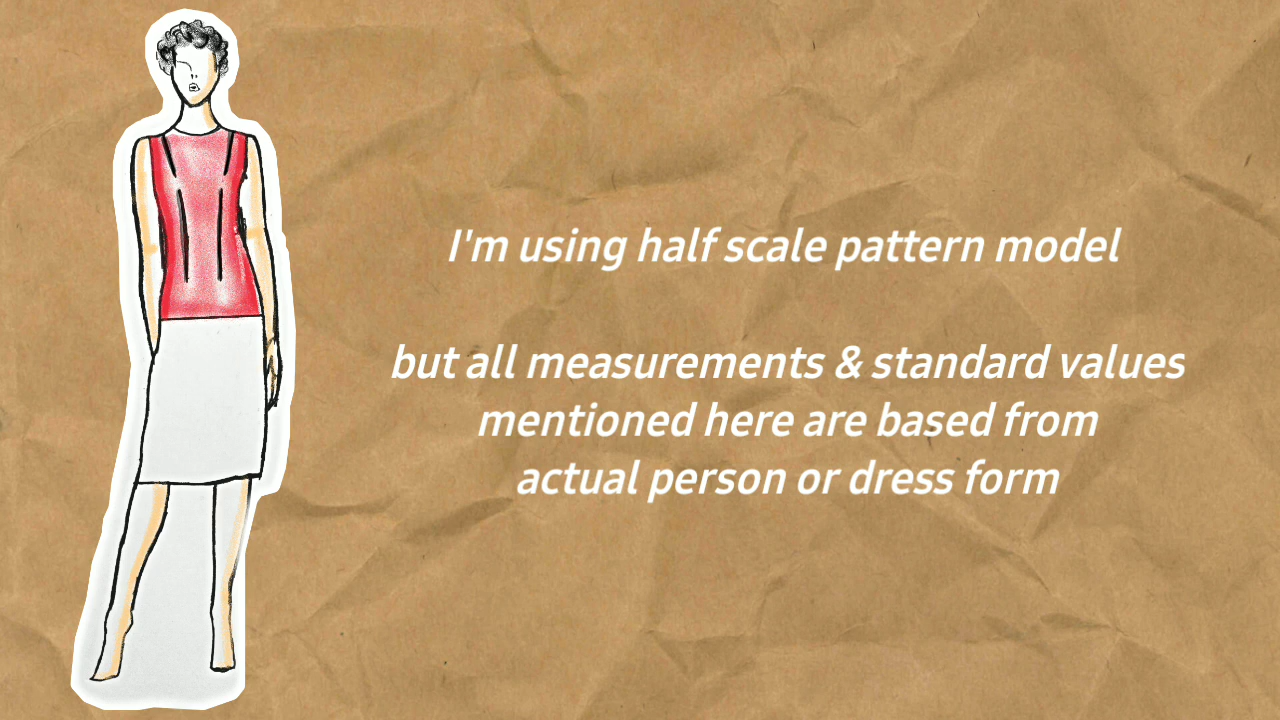 I'm using half scale pattern model
but all measurements & standard values
mentioned here are based from
actual person or dress form